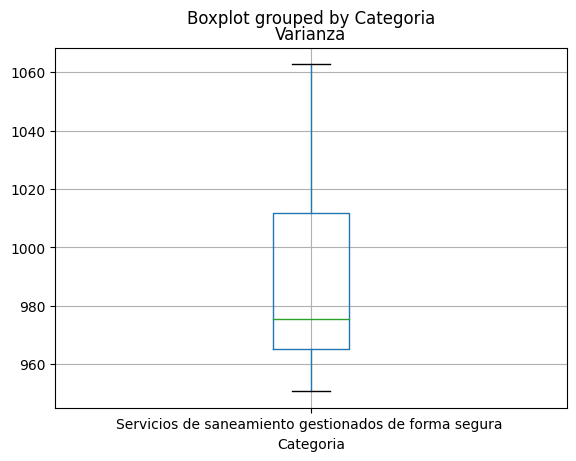 Boxplot grouped by Categoria
Varianza
1060
1040
1020
1000
980
960
Servicios de saneamiento gestionados de forma segura
Categoria